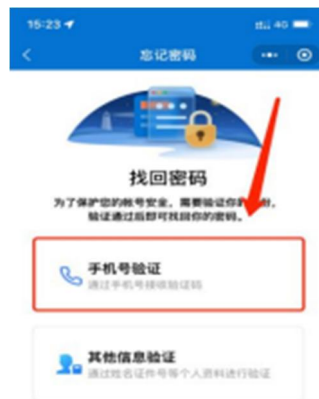 15:23
4G
忘记密码
找回密码
为了保护您的帐号安全，需要验证你的身份，
验证通过后即可找回你的密码。
手机号验证
通过手机号接收验证码
其他信息验证
通过姓名证件号等个人资料进行验证